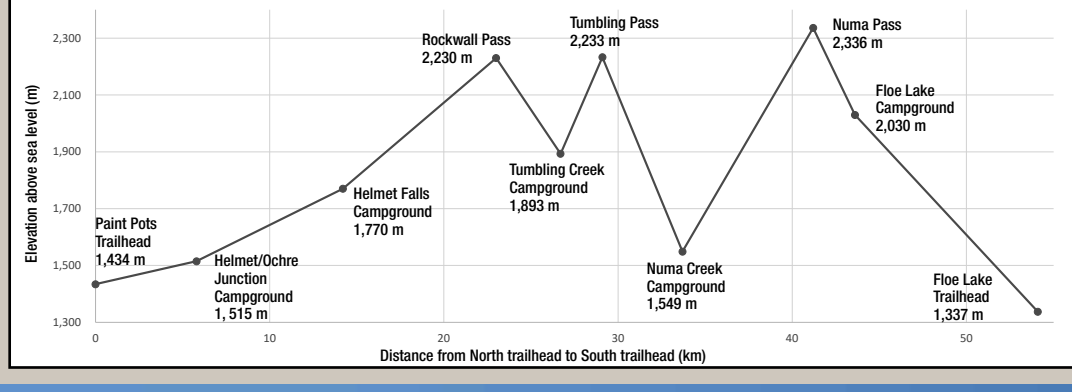 Elevation above sea level (m)
2,300
2,100
1,900
1,700
1,500
1,300
Paint Pots
Trailhead
1,434 m
Helmet/Ochre
Junction
Campground
1, 515 m
Helmet Falls
Campground
1,770 m
Rockwall Pass
2,230 m
Tumbling Creek
Campground
1,893 m
Tumbling Pass
2,233 m
Numa Creek
Campground
1,549 m
Numa Pass
2,336 m
Floe Lake
Campground
2,030 m
Floe Lake
Trailhead
1,337 m
0
10
20
30
40
50
Distance from North trailhead to South trailhead (km)